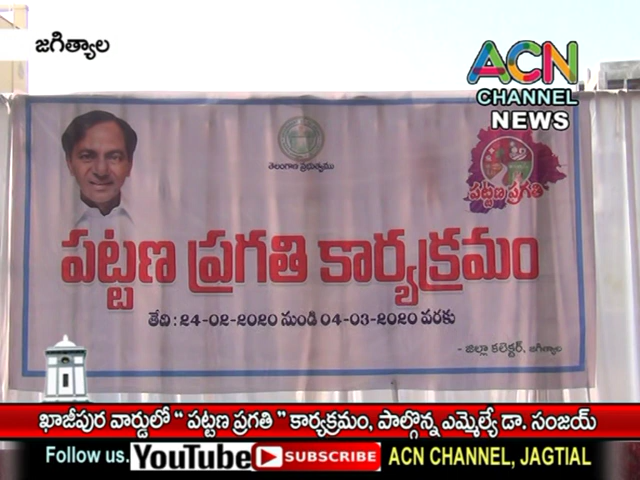 జగిత్యాల
ACN
CHANNEL
NEWS
తెలంగాణ ప్రభుత్వము
పట్టణ ప్రగతి
పట్టణ ప్రగతి కార్యక్రమం
తేది : 24-02-2020 నుండి 04-03-2020 వరకు
- జిల్లా కలెక్టర్, జగిత్యాల
ఖాజీపుర వార్డులో “ పట్టణ ప్రగతి ” కార్యక్రమం, పాల్గొన్న ఎమ్మెల్యే డా. సంజయ్
Follow us. YouTube SUBSCRIBE ACN CHANNEL, JAGTIAL